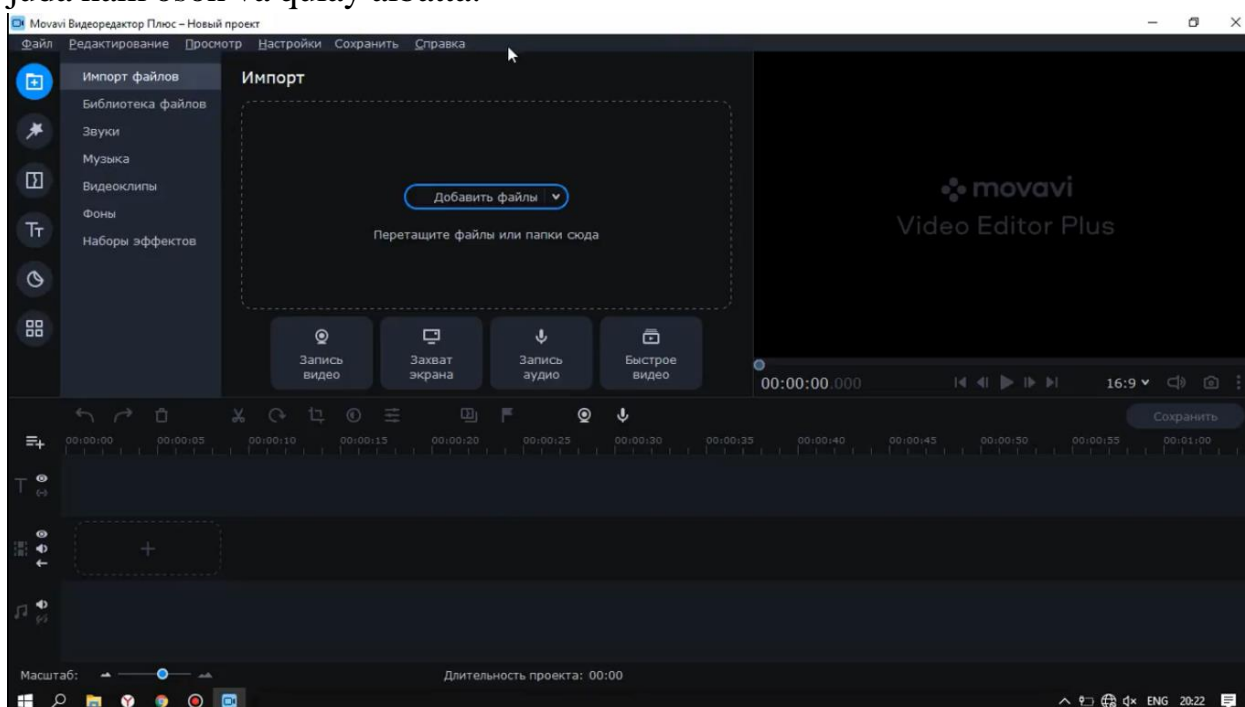 Movavi Видеоредактор Плюс – Новый проект
Файл Редактирование Просмотр Настройки Сохранить Справка
Импорт файлов
Библиотека файлов
Звуки
Музыка
Видеоклипы
Фоны
Наборы эффектов
Импорт
Добавить файлы
Перетащите файлы или папки сюда
Запись видео
Захват экрана
Запись аудио
Быстрое видео
movavi
Video Editor Plus
00:00:00.000
16:9
Сохранить
00:00:00 00:00:05 00:00:10 00:00:15 00:00:20 00:00:25 00:00:30 00:00:35 00:00:40 00:00:45 00:00:50 00:00:55 00:01:00
Масштаб:
Длительность проекта: 00:00
ENG 20:22